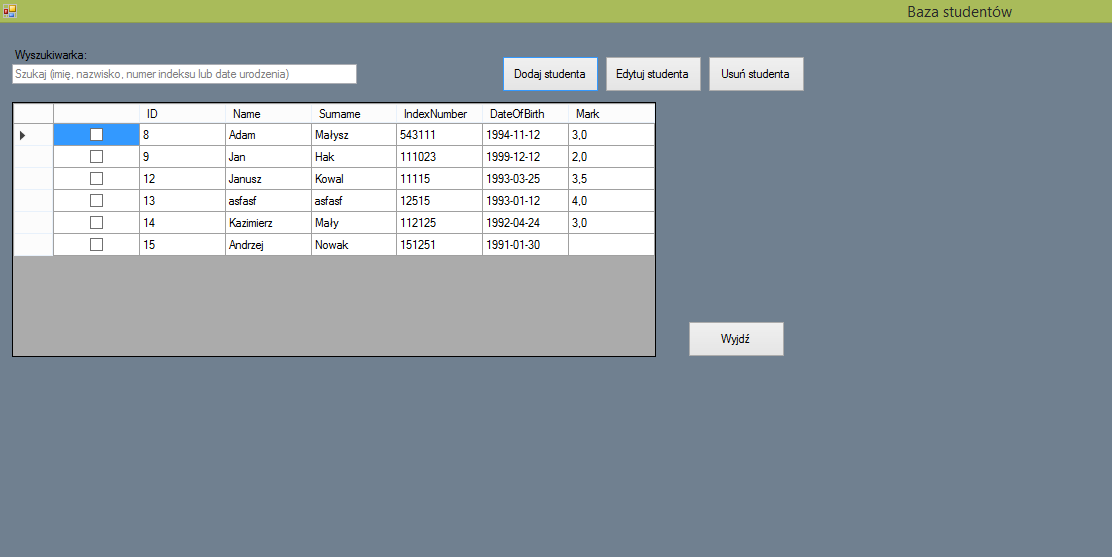 Baza studentów
Wyszukiwarka:
Szukaj (imię, nazwisko, numer indeksu lub date urodzenia)
Dodaj studenta Edytuj studenta Usuń studenta
ID Name Surname IndexNumber DateOfBirth Mark
8 Adam Małysz 543111 1994-11-12 3,0
9 Jan Hak 111023 1999-12-12 2,0
12 Janusz Kowal 11115 1993-03-25 3,5
13 asfasf asfasf 12515 1993-01-12 4,0
14 Kazimierz Mały 112125 1992-04-24 3,0
15 Andrzej Nowak 151251 1991-01-30
Wyjdź